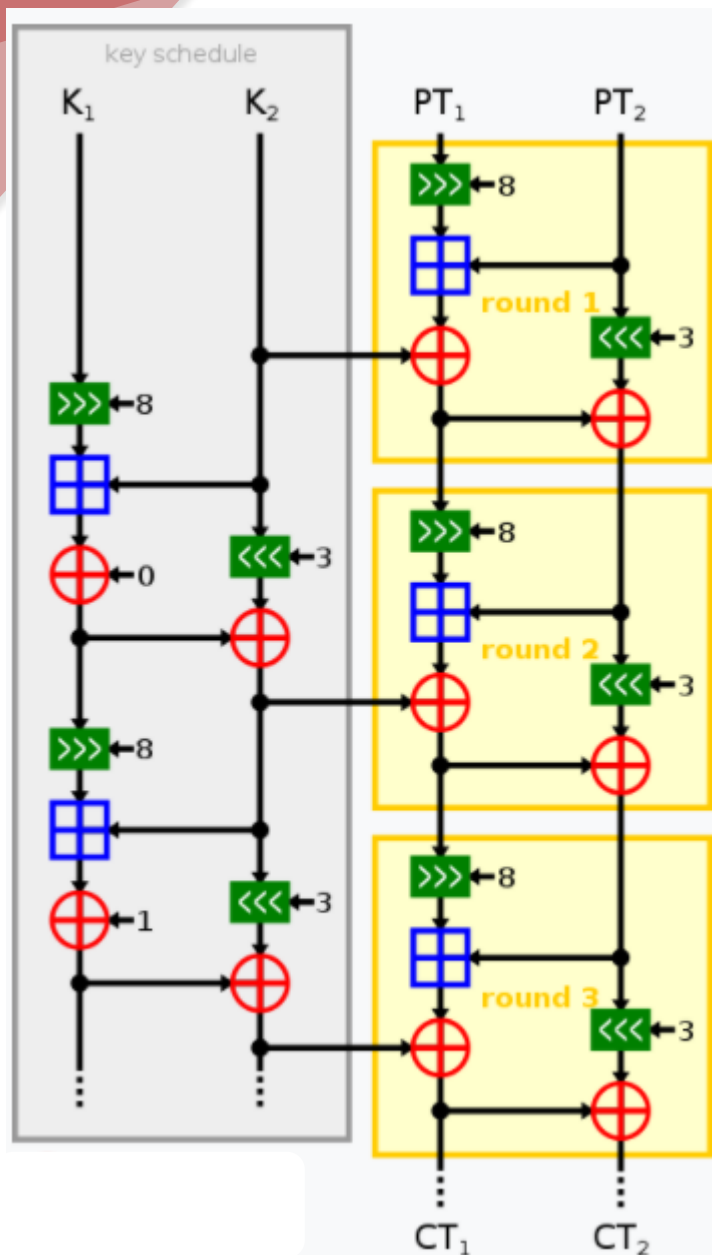 key schedule
K₁ K₂ PT₁ PT₂
>>> 8
round 1
<<< 3
>>> 8
<<< 3
0
>>> 8
round 2
<<< 3
>>> 8
>>> 8
<<< 3
1
round 3
<<< 3
CT₁ CT₂